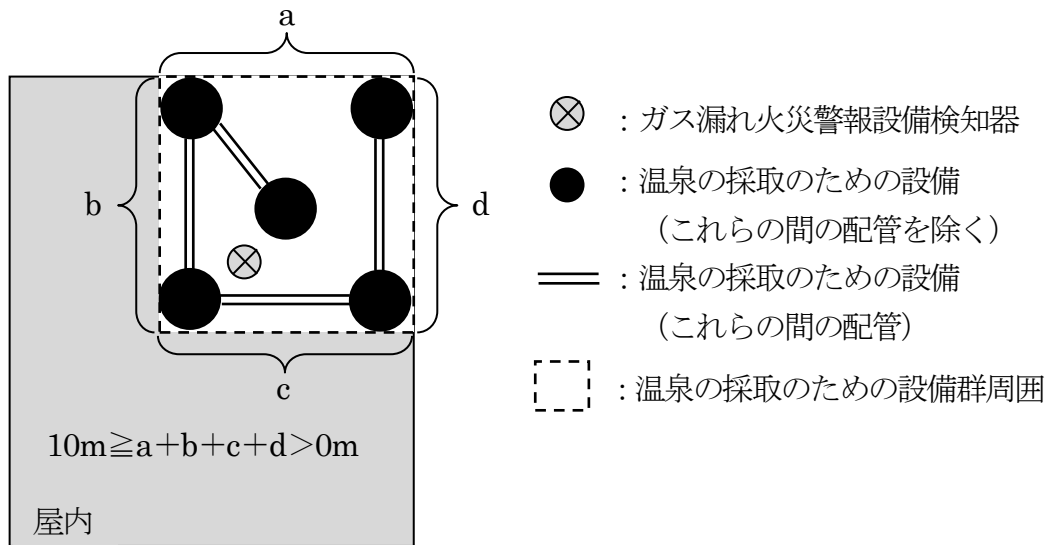 a
b
d
c
10m≧a+b+c+d>0m
屋内
:ガス漏れ火災警報設備検知器
:温泉の採取のための設備
(これらの間の配管を除く)
:温泉の採取のための設備
(これらの間の配管)
:温泉の採取のための設備群周囲